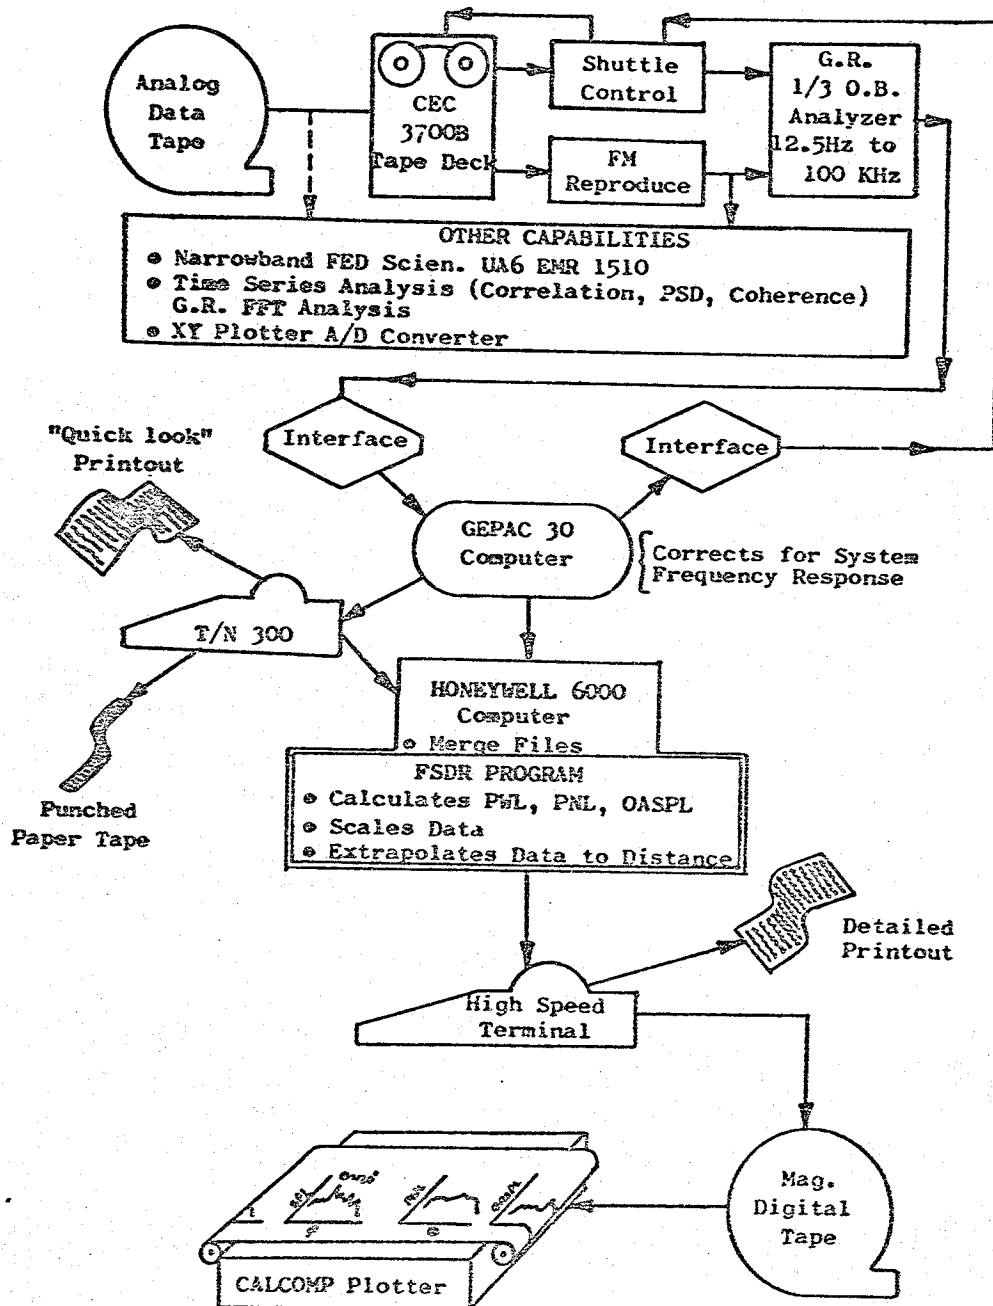 Analog
Data
Tape
CEC
3700B
Tape Deck
Shuttle
Control
FM
Reproduce
G.R.
1/3 O.B.
Analyzer
12.5Hz to
100 KHz
OTHER CAPABILITIES
• Narrowband FED Scien. UA6 EMR 1510
• Time Series Analysis (Correlation, PSD, Coherence)
G.R. FFT Analysis
• XY Plotter A/D Converter
"Quick look"
Printout
Interface
Interface
GEPAC 30
Computer
Corrects for System
Frequency Response
T/N 300
HONEYWELL 6000
Computer
• Merge Files
FSDR PROGRAM
• Calculates PWL, PNL, OASPL
• Scales Data
• Extrapolates Data to Distance
Punched
Paper Tape
Detailed
Printout
High Speed
Terminal
Mag.
Digital
Tape
CALCOMP Plotter